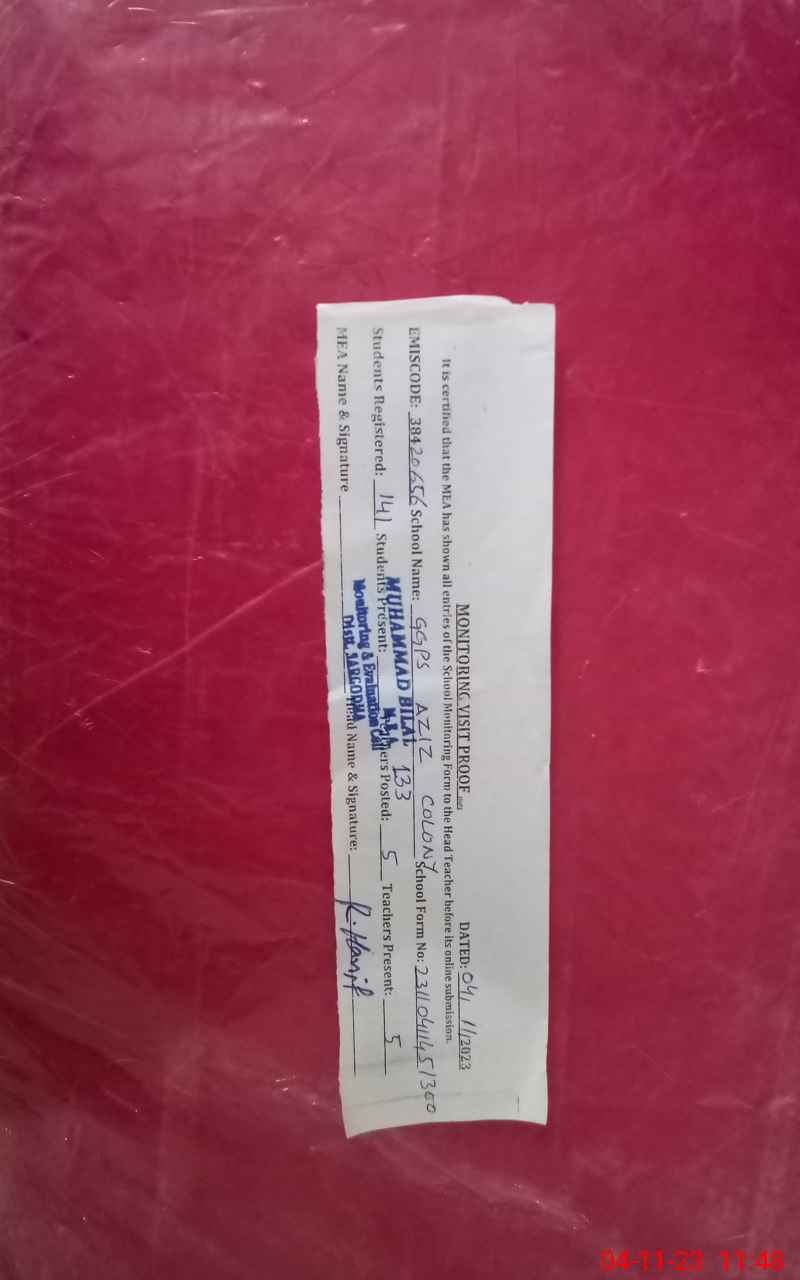 MONITORING VISIT PROOF DATED: 04/11/2023
It is certified that the MEA has shown all entries of the School Monitoring Form to the Head Teacher before its online submission.
EMISCODE: 38420656 School Name: GGPS AZIZ COLONY School Form No: 23110411451300
Students Registered: 141 Students Present: 133 Teachers Posted: 5 Teachers Present: 5
MEA Name & Signature Head Name & Signature: R. Hanif
MUHAMMAD BILAL
M.E.A
Monitoring & Evaluation Cell
Distt. SARGODHA
04-11-23 11:48